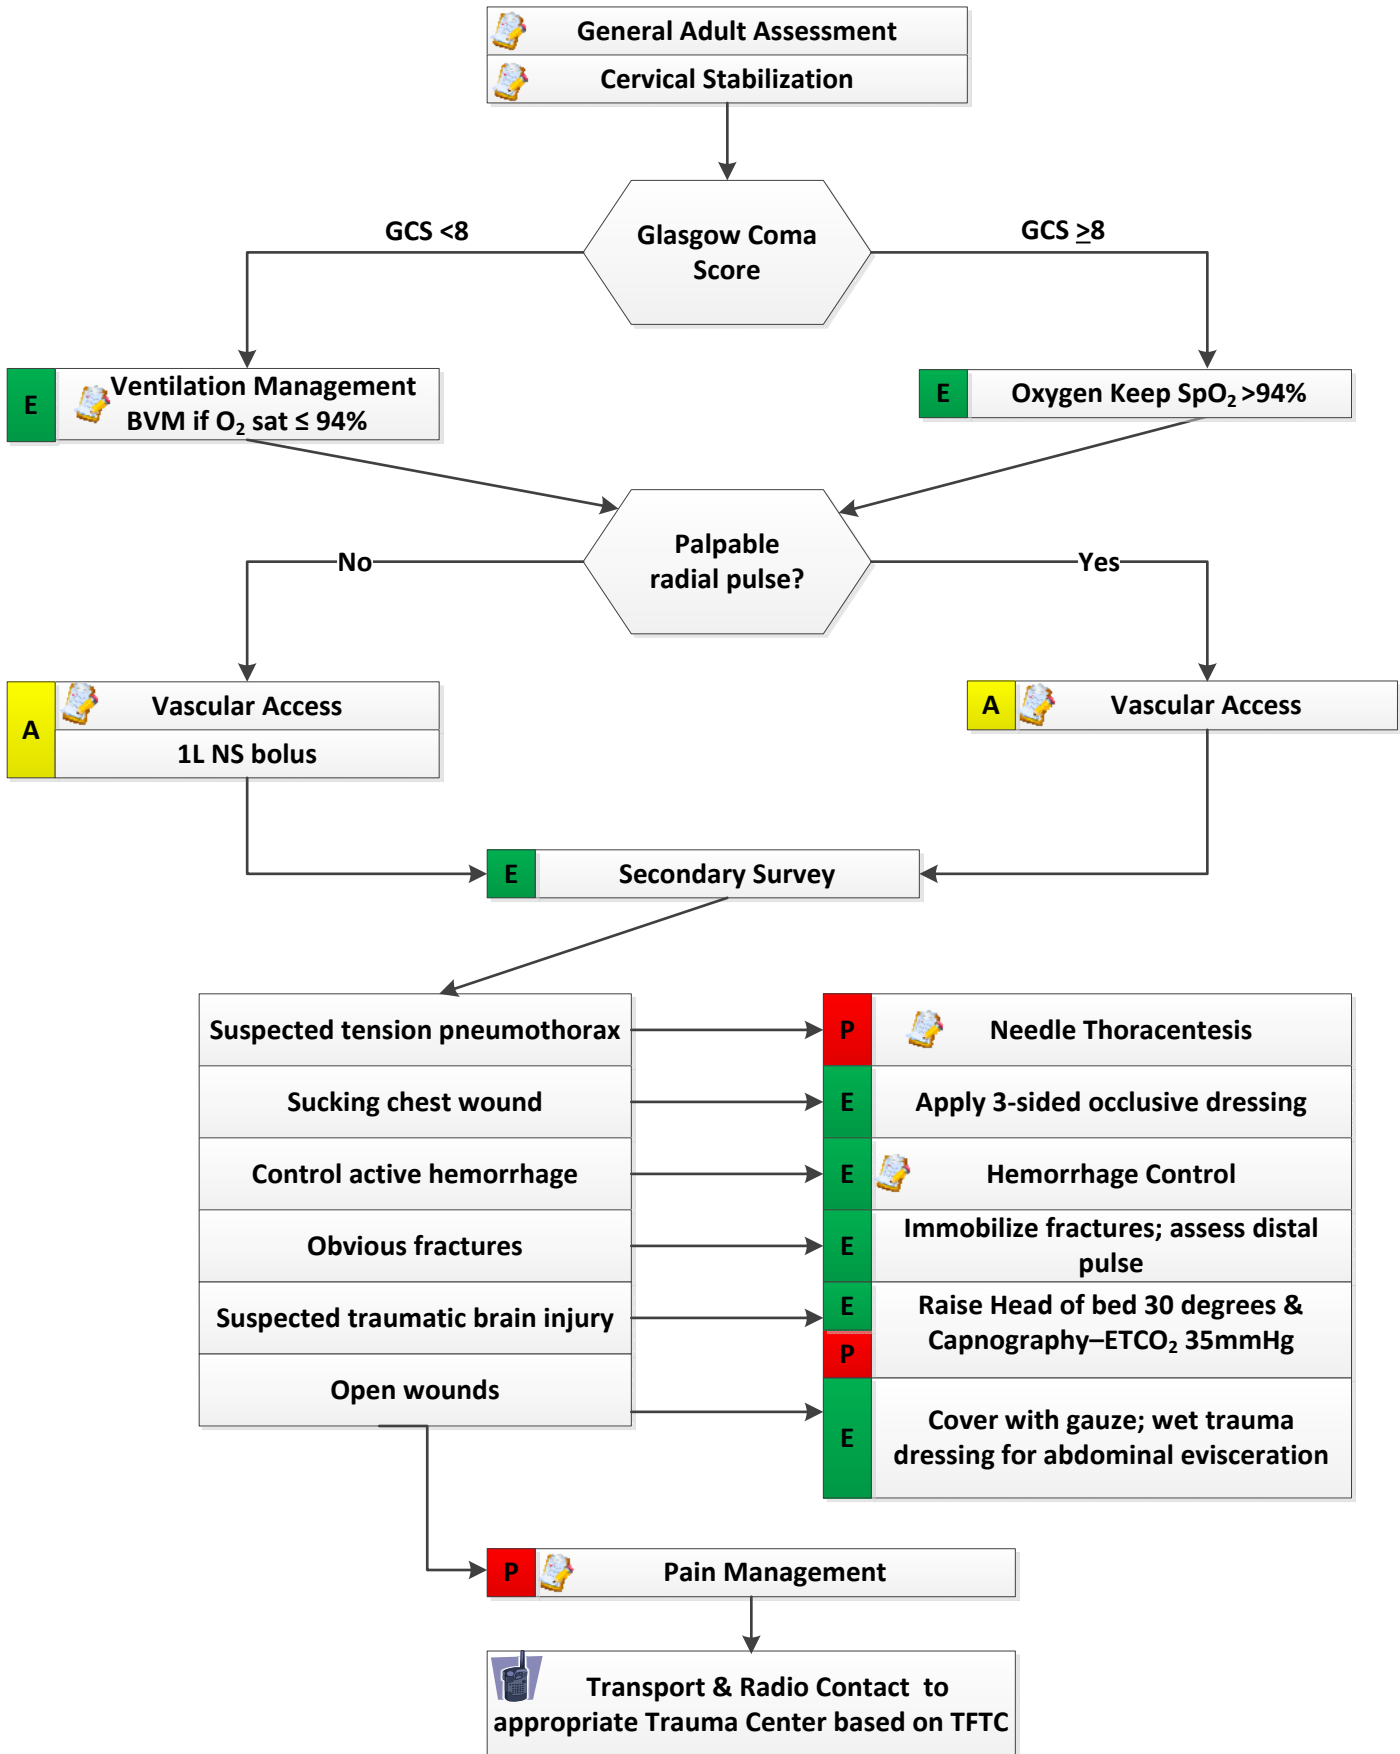 General Adult Assessment
Cervical Stabilization
Glasgow Coma
Score
GCS <8
GCS ≥8
E
Ventilation Management
BVM if O₂ sat ≤ 94%
E
Oxygen Keep SpO₂ >94%
Palpable
radial pulse?
No
Yes
A
Vascular Access
1L NS bolus
A
Vascular Access
E
Secondary Survey
Suspected tension pneumothorax
P
Needle Thoracentesis
Sucking chest wound
E
Apply 3-sided occlusive dressing
Control active hemorrhage
E
Hemorrhage Control
Obvious fractures
E
Immobilize fractures; assess distal
pulse
Suspected traumatic brain injury
E
P
Raise Head of bed 30 degrees &
Capnography–ETCO₂ 35mmHg
Open wounds
E
Cover with gauze; wet trauma
dressing for abdominal evisceration
P
Pain Management
Transport & Radio Contact to
appropriate Trauma Center based on TFTC